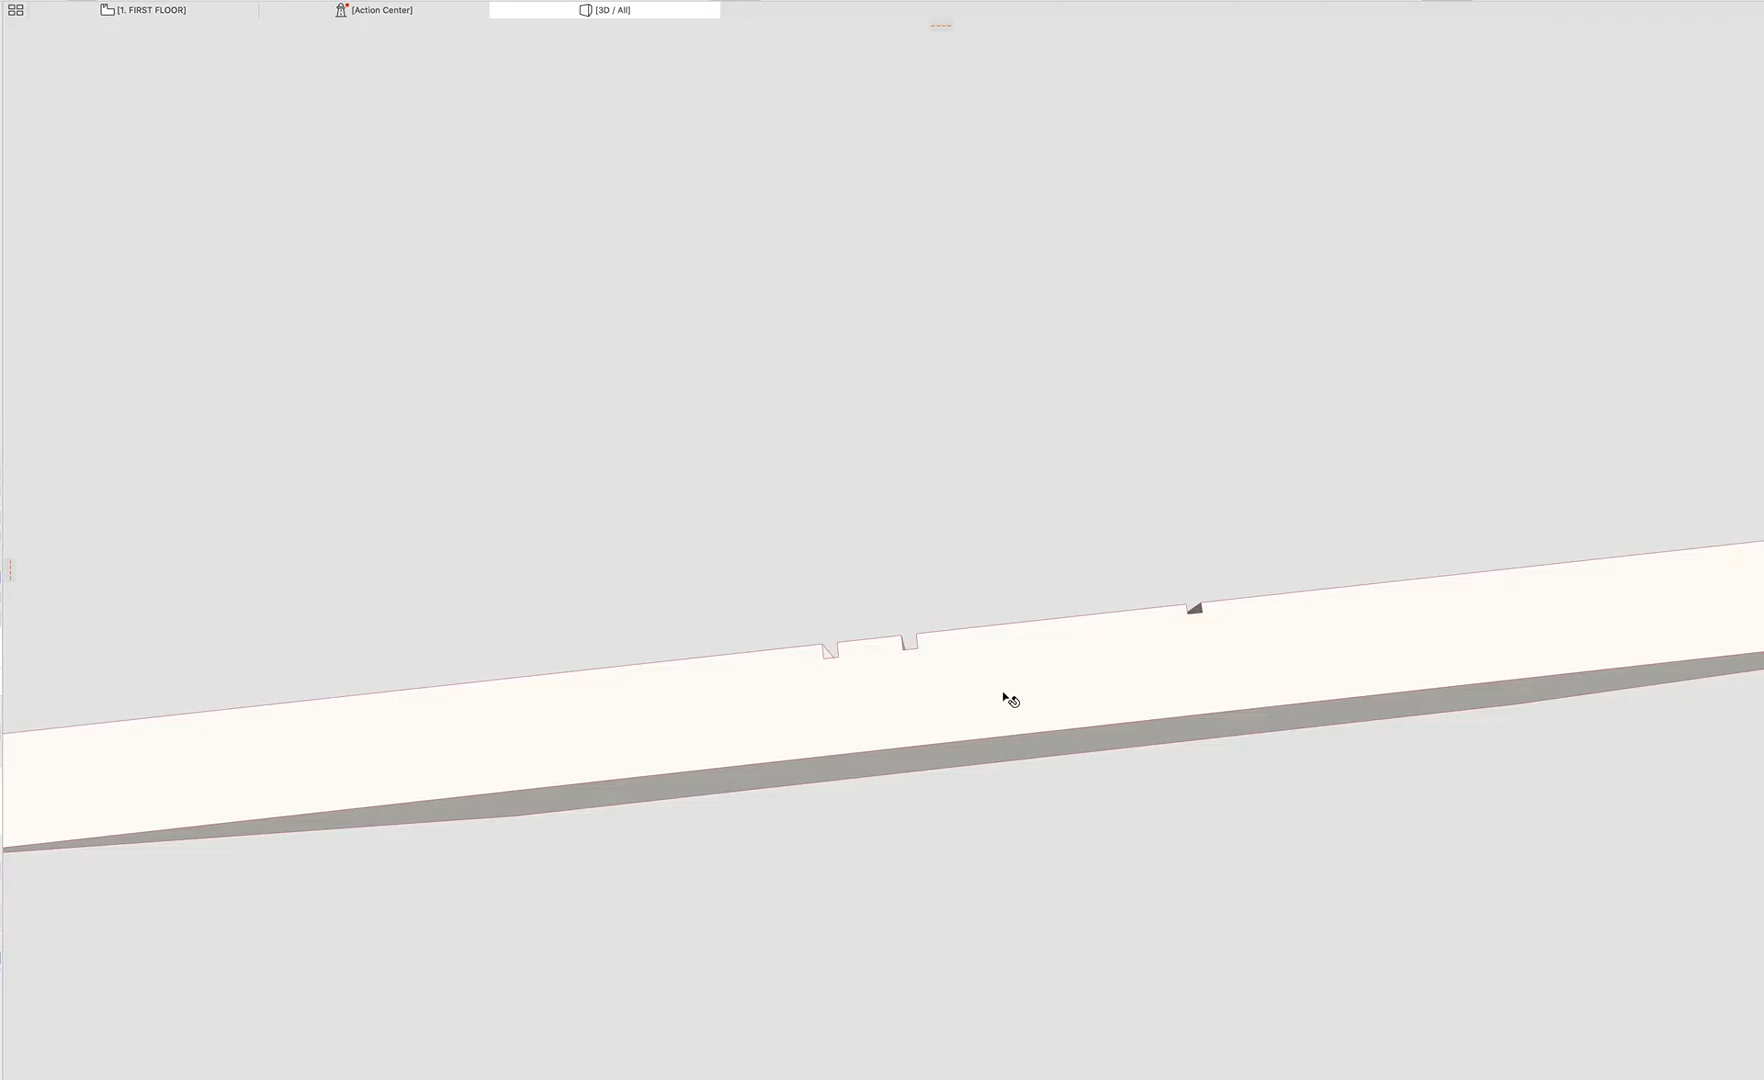 [1. FIRST FLOOR]
[Action Center]
[3D / All]